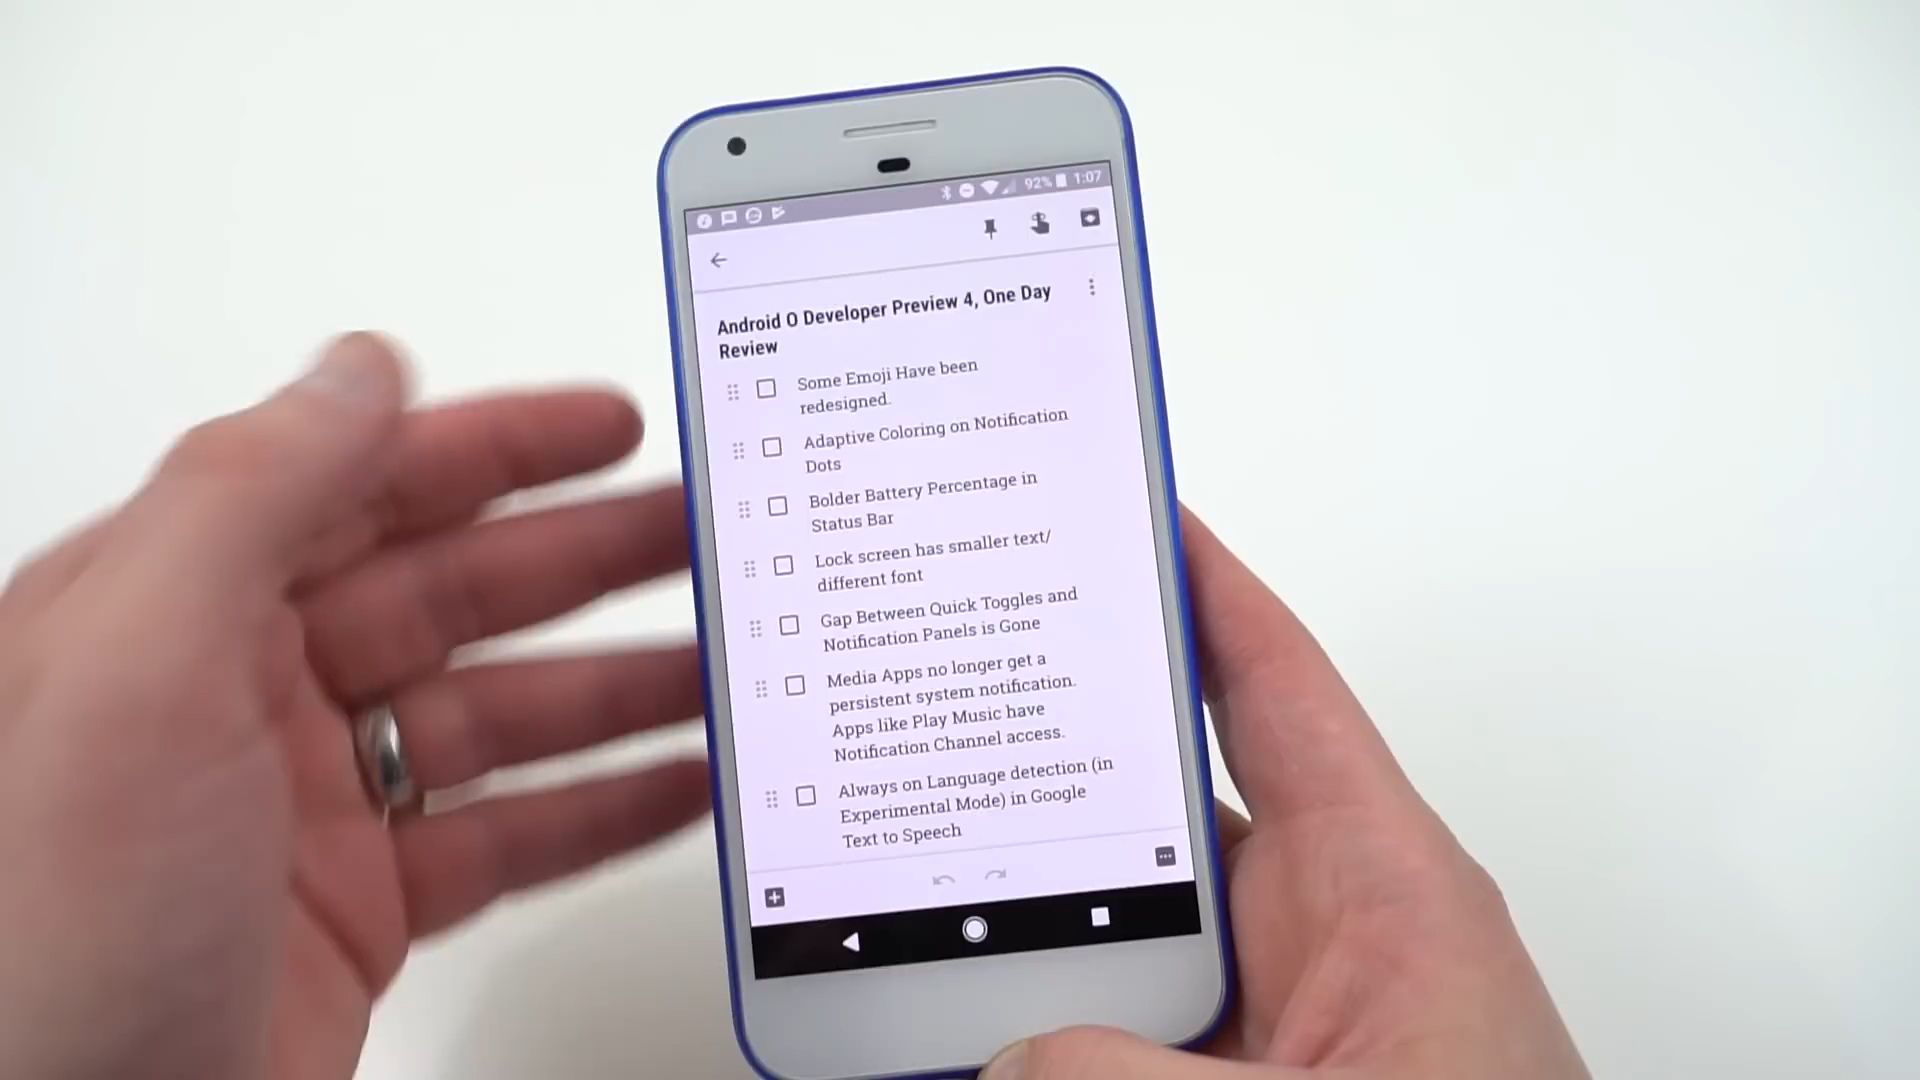 92% 1:07
Android O Developer Preview 4, One Day
Review
Some Emoji Have been
redesigned.
Adaptive Coloring on Notification
Dots
Bolder Battery Percentage in
Status Bar
Lock screen has smaller text/
different font
Gap Between Quick Toggles and
Notification Panels is Gone
Media Apps no longer get a
persistent system notification.
Apps like Play Music have
Notification Channel access.
Always on Language detection (in
Experimental Mode) in Google
Text to Speech